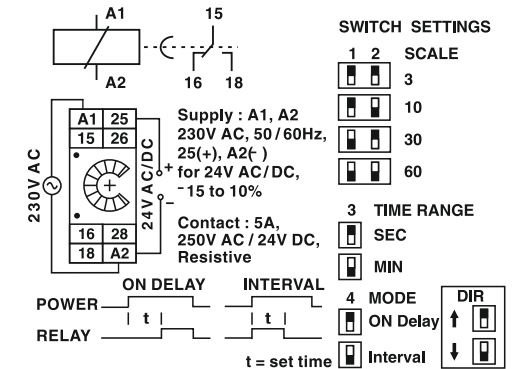 A1
15
A2
16 18
A1 25
15 26
16 28
18 A2
230V AC
24V AC/DC
+
−
Supply : A1, A2
230V AC, 50/60Hz,
25(+), A2(-)
for 24V AC/DC,
-15 to 10%
Contact : 5A,
250V AC / 24V DC,
Resistive
ON DELAY INTERVAL
POWER
t t
RELAY
t = set time
SWITCH SETTINGS
1 2 SCALE
3
10
30
60
3 TIME RANGE
SEC
MIN
4 MODE
ON Delay
Interval
DIR